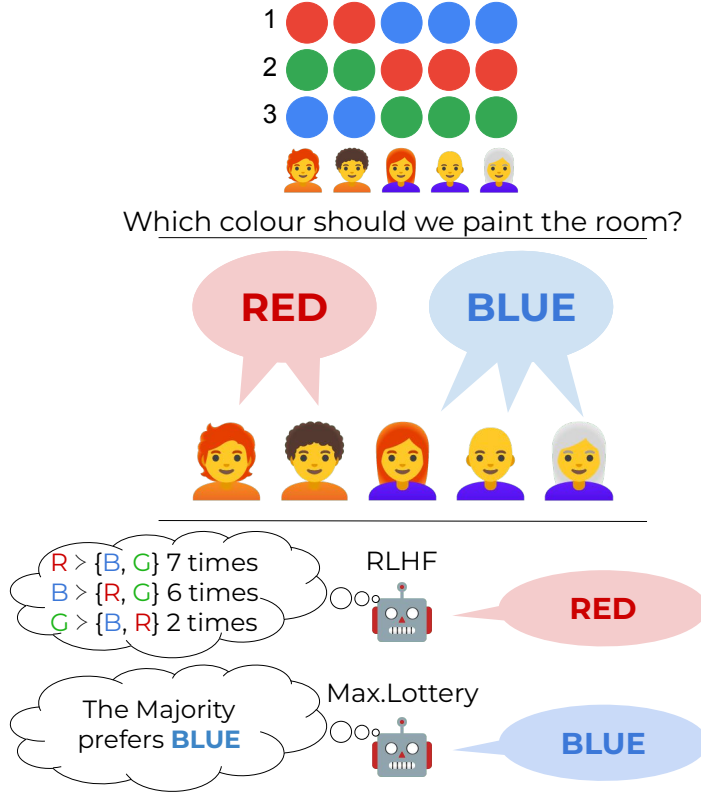 1
2
3
Which colour should we paint the room?
RED
BLUE
R ≻ {B, G} 7 times
B ≻ {R, G} 6 times
G ≻ {B, R} 2 times
RLHF
RED
The Majority
prefers BLUE
Max.Lottery
BLUE